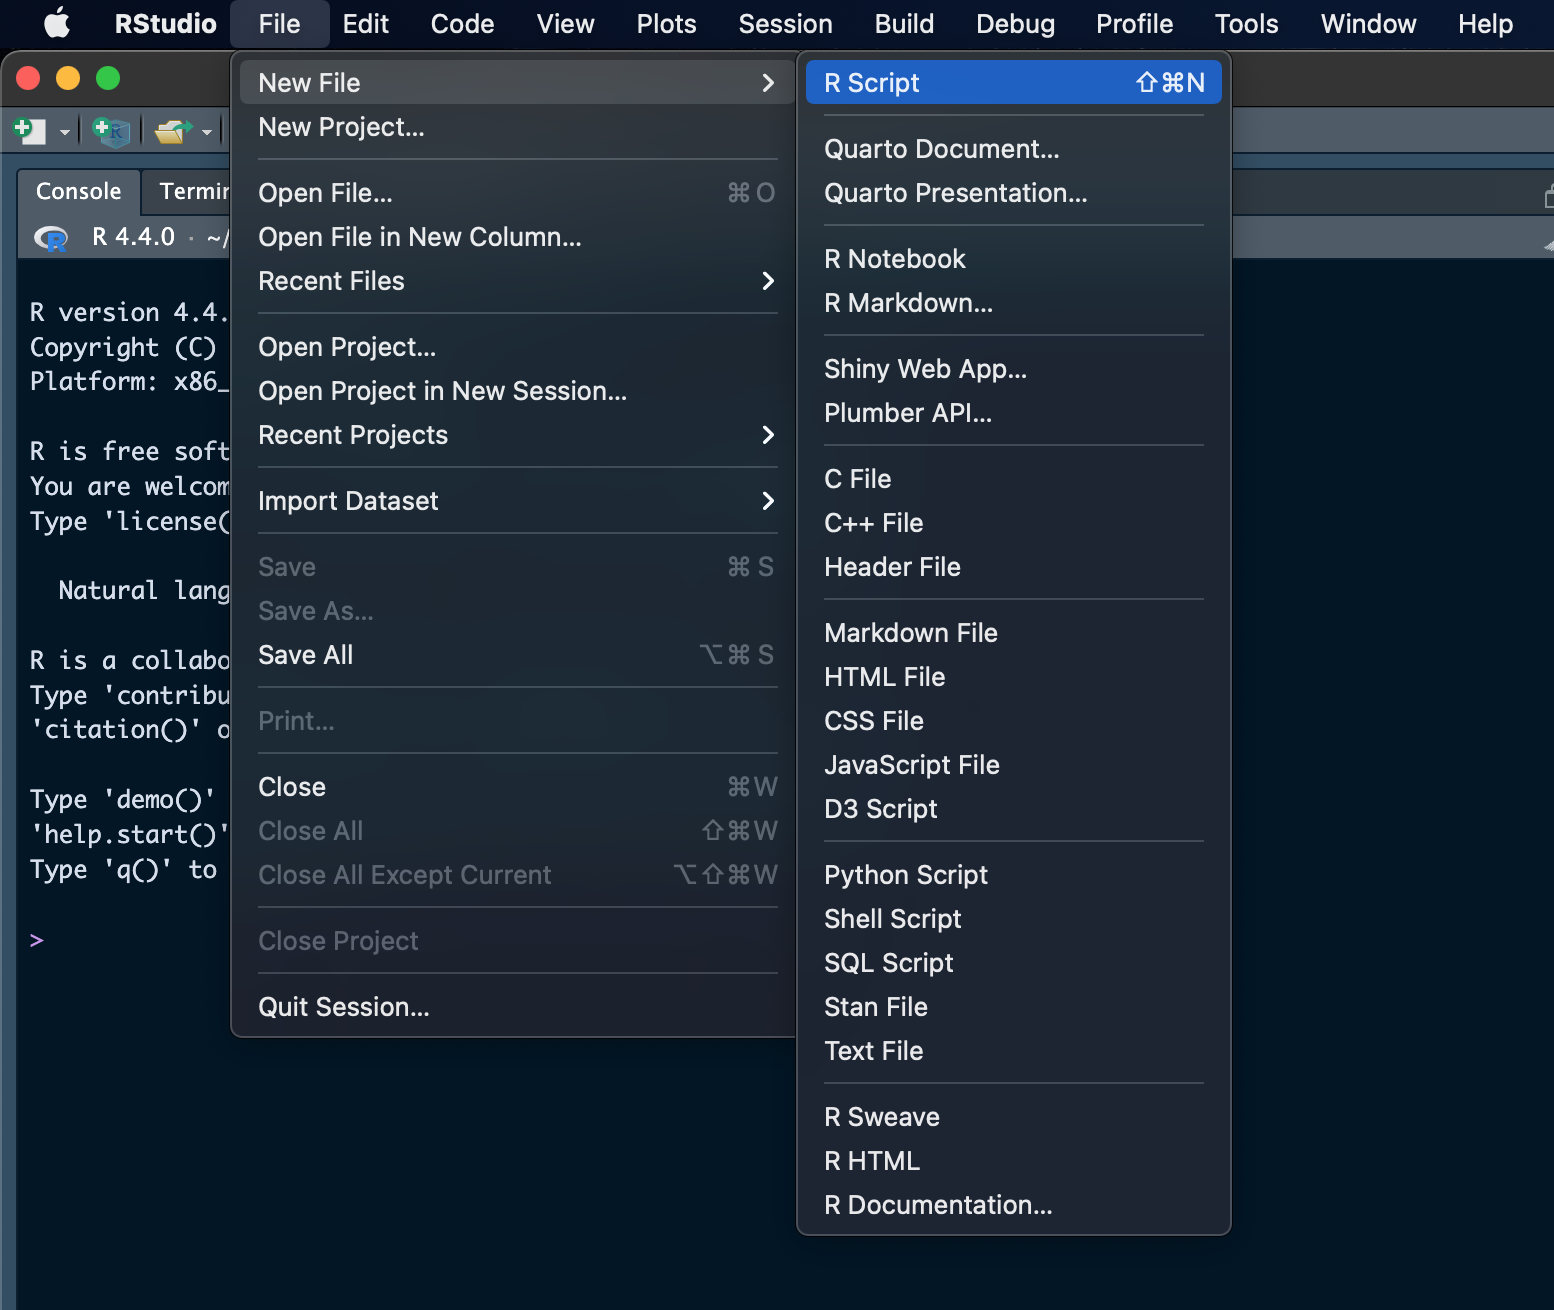 RStudio File Edit Code View Plots Session Build Debug Profile Tools Window Help
New File
New Project...
Open File... ⌘ O
Open File in New Column...
Recent Files
Open Project...
Open Project in New Session...
Recent Projects
Import Dataset
Save ⌘ S
Save As...
Save All ⌥⌘ S
Print...
Close ⌘W
Close All ⇧⌘W
Close All Except Current ⌥⇧⌘W
Close Project
Quit Session...
R Script ⇧⌘N
Quarto Document...
Quarto Presentation...
R Notebook
R Markdown...
Shiny Web App...
Plumber API...
C File
C++ File
Header File
Markdown File
HTML File
CSS File
JavaScript File
D3 Script
Python Script
Shell Script
SQL Script
Stan File
Text File
R Sweave
R HTML
R Documentation...
Console Termin
R 4.4.0 · ~/
R version 4.4.
Copyright (C)
Platform: x86_
R is free soft
You are welcom
Type 'license(
Natural lang
R is a collabo
Type 'contribu
'citation()' o
Type 'demo()'
'help.start()'
Type 'q()' to
>